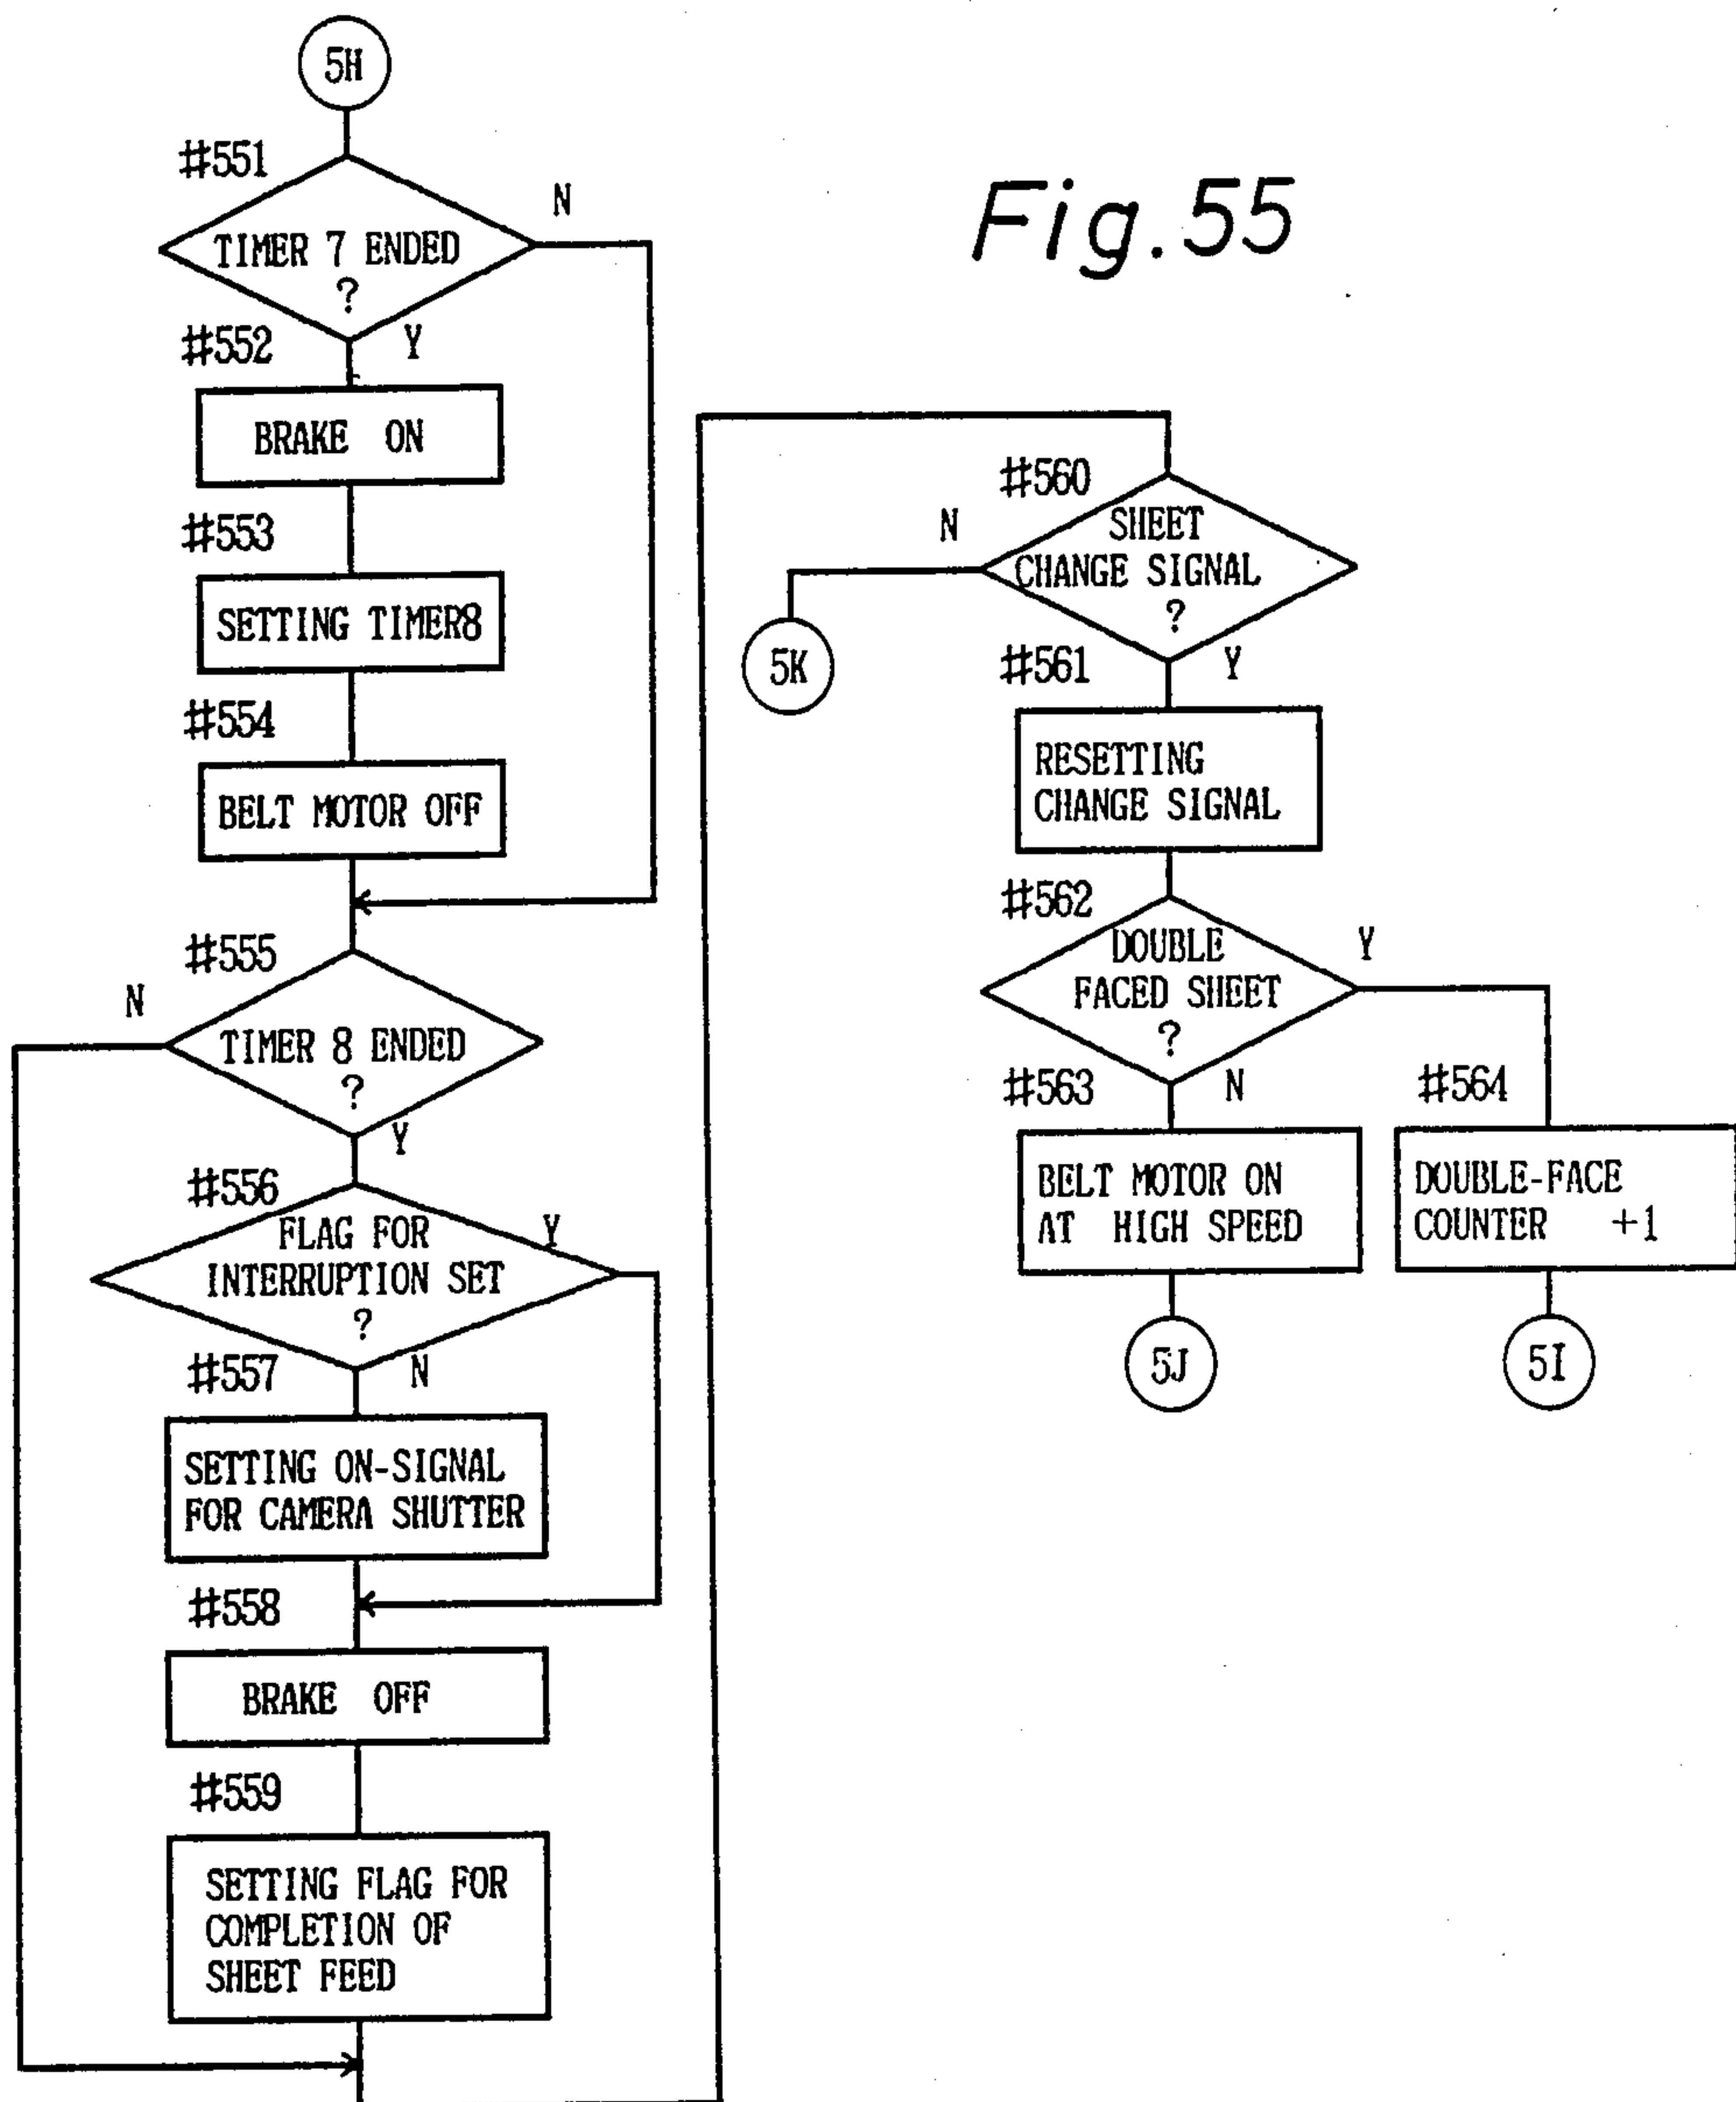 Fig.55
5H
#551
N
TIMER 7 ENDED
?
#552
Y
BRAKE ON
#553
SETTING TIMER8
#554
BELT MOTOR OFF
#555
N
TIMER 8 ENDED
?
Y
#556
FLAG FOR
Y
INTERRUPTION SET
?
#557
N
SETTING ON-SIGNAL
FOR CAMERA SHUTTER
#558
BRAKE OFF
#559
SETTING FLAG FOR
COMPLETION OF
SHEET FEED
#560
N
SHEET
CHANGE SIGNAL
?
5K
#561
Y
RESETTING
CHANGE SIGNAL
#562
DOUBLE
Y
FACED SHEET
?
#563
N
#564
BELT MOTOR ON
AT HIGH SPEED
DOUBLE-FACE
COUNTER +1
5J
5I